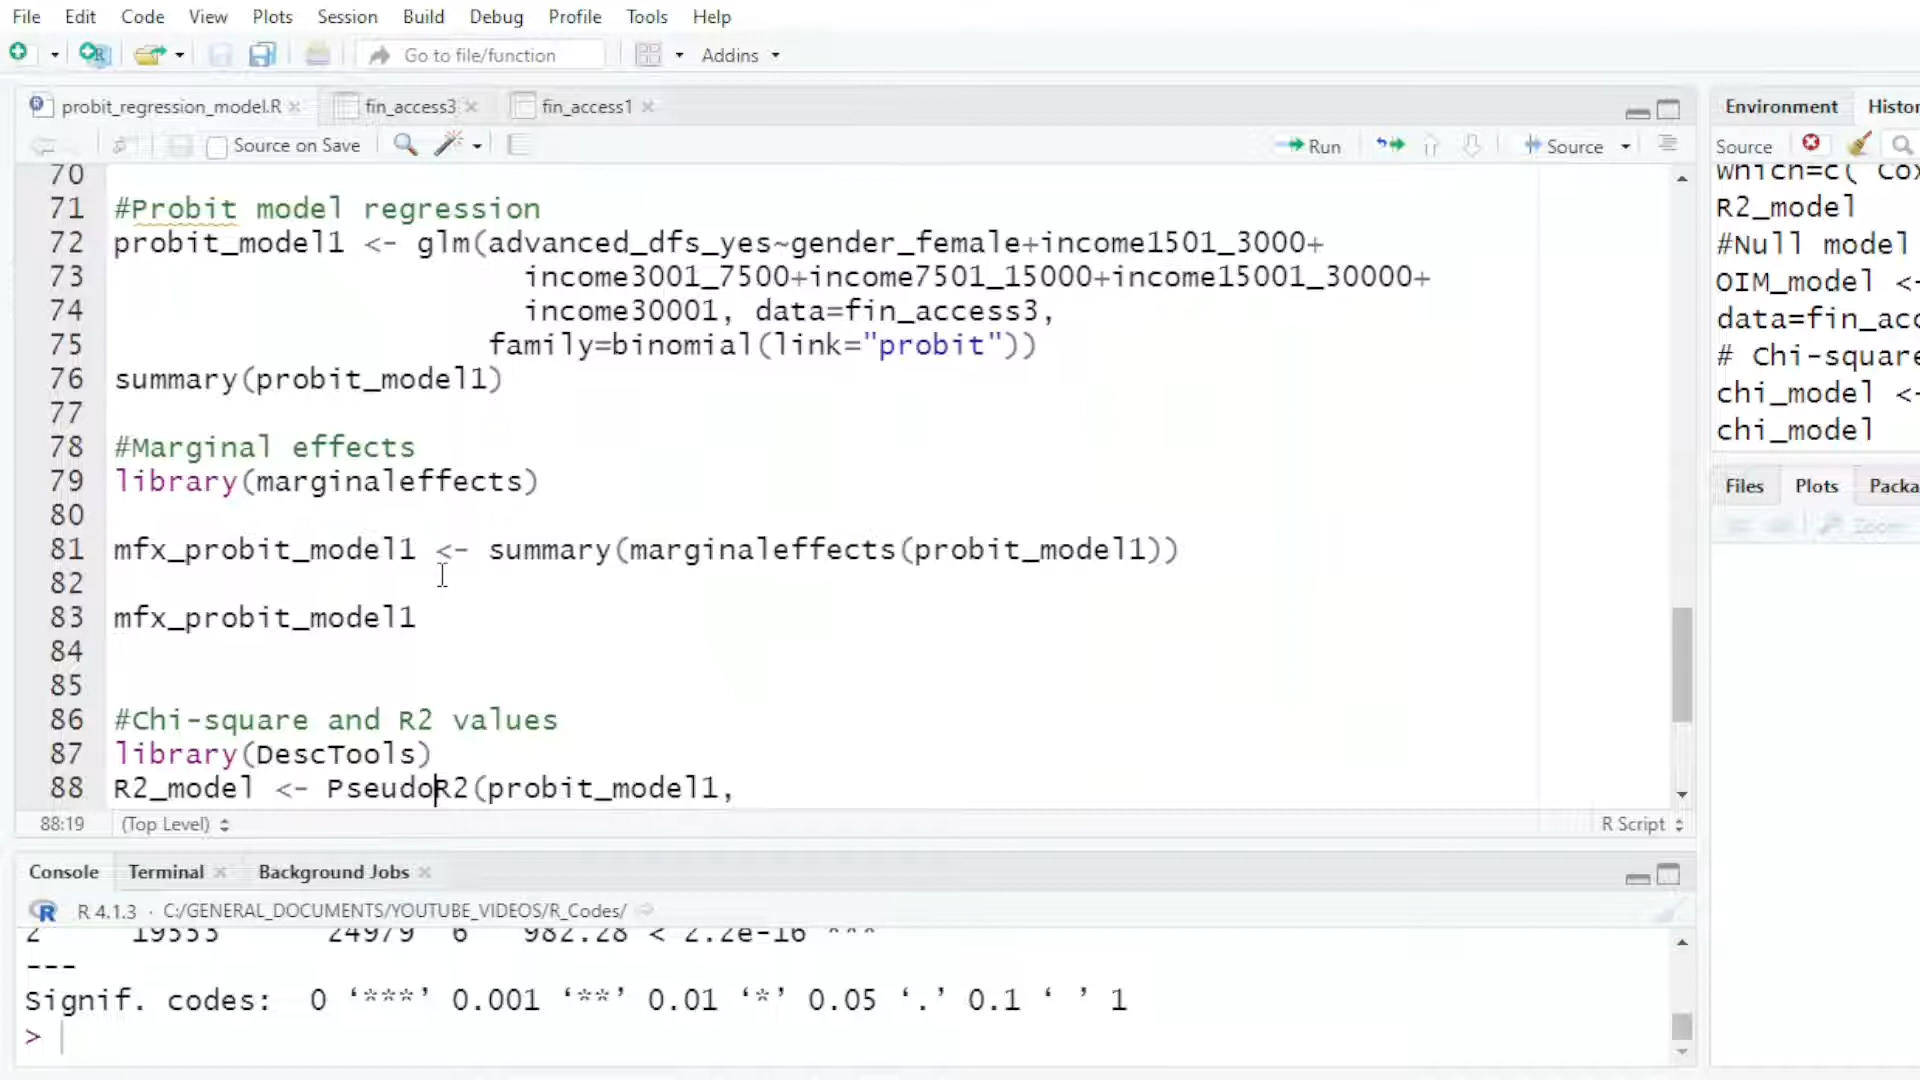 File Edit Code View Plots Session Build Debug Profile Tools Help
Go to file/function Addins
probit_regression_model.R fin_access3 fin_access1
Source on Save Run Source
70
71 #Probit model regression
72 probit_model1 <- glm(advanced_dfs_yes~gender_female+income1501_3000+
73 income3001_7500+income7501_15000+income15001_30000+
74 income30001, data=fin_access3,
75 family=binomial(link="probit"))
76 summary(probit_model1)
77
78 #Marginal effects
79 library(marginaleffects)
80
81 mfx_probit_model1 <- summary(marginaleffects(probit_model1))
82
83 mfx_probit_model1
84
85
86 #Chi-square and R2 values
87 library(DescTools)
88 R2_model <- PseudoR2(probit_model1,
88:19 (Top Level) R Script
Console Terminal Background Jobs
R 4.1.3 · C:/GENERAL_DOCUMENTS/YOUTUBE_VIDEOS/R_Codes/
2 19553 24979 6 982.28 < 2.2e-16 ***
---
Signif. codes: 0 ‘***’ 0.001 ‘**’ 0.01 ‘*’ 0.05 ‘.’ 0.1 ‘ ’ 1
>
Environment Histor
Source
which=c( Cox
R2_model
#Null model
OIM_model <-
data=fin_acc
# Chi-square
chi_model <-
chi_model
Files Plots Packa
Zoom